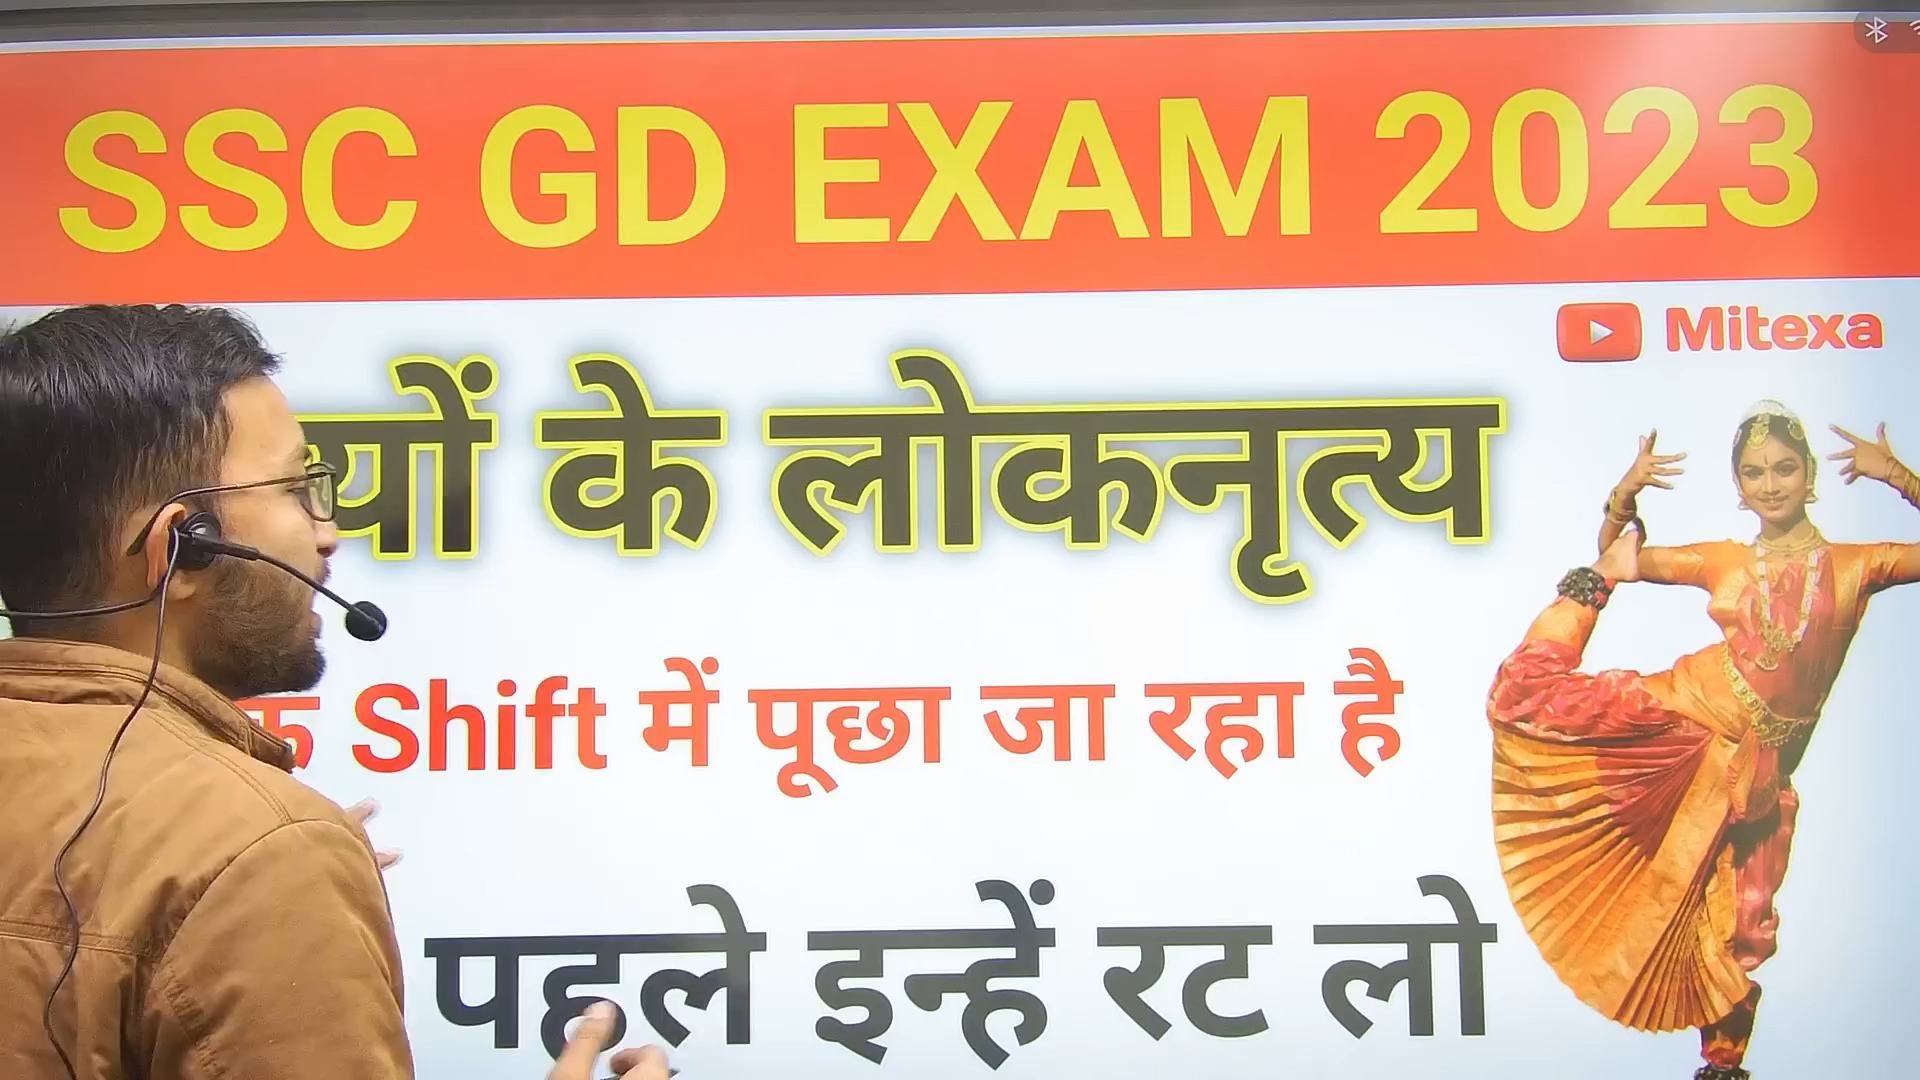 SSC GD EXAM 2023
Mitexa
के लोकनृत्य
Shift में पूछा जा रहा है
पहले इन्हें रट लो